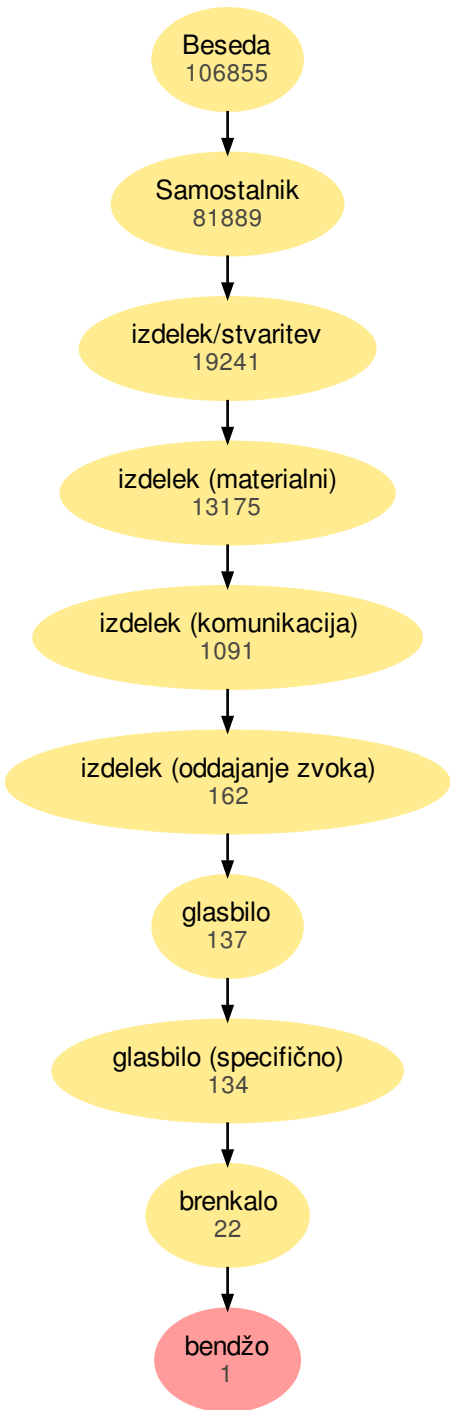 Beseda
106855
Samostalnik
81889
izdelek/stvaritev
19241
izdelek (materialni)
13175
izdelek (komunikacija)
1091
izdelek (oddajanje zvoka)
162
glasbilo
137
glasbilo (specifično)
134
brenkalo
22
bendžo
1